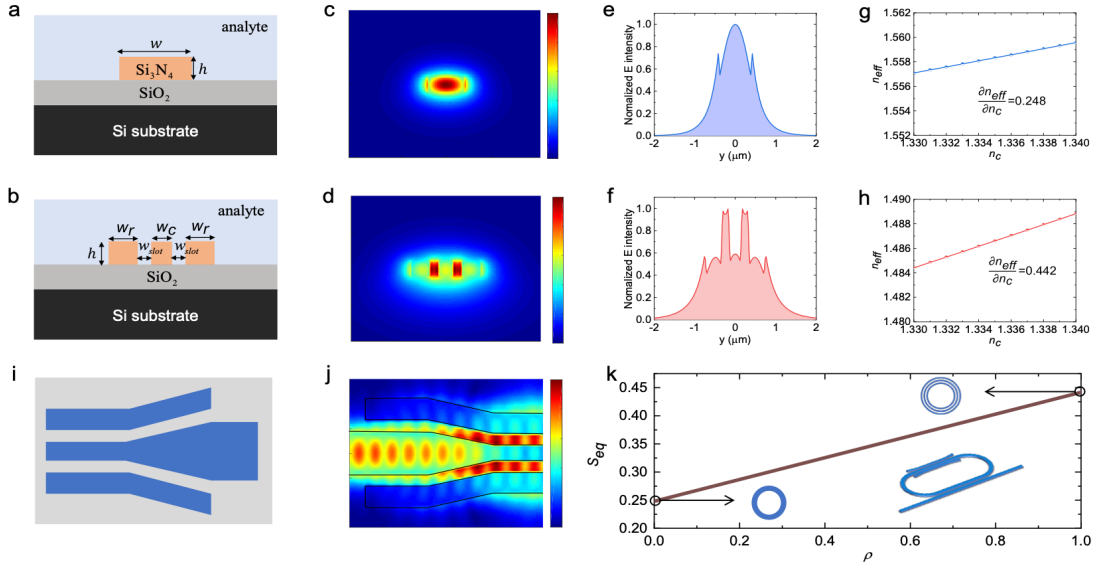 a
analyte
w
Si3N4
h
SiO2
Si substrate
b
analyte
wr
wc
wr
h
wslot
wslot
SiO2
Si substrate
c
d
e
Nomalized E intensity
1.0
0.8
0.6
0.4
0.2
0.0
-2 -1 0 1 2
y (μm)
f
Normalized E intensity
1.0
0.8
0.6
0.4
0.2
0.0
-2 -1 0 1 2
y (μm)
g
neff
1.562
1.560
1.558
1.556
1.554
1.552
∂neff/∂nc=0.248
1.330 1.332 1.334 1.336 1.338 1.340
nc
h
neff
1.490
1.488
1.486
1.484
1.482
1.480
∂neff/∂nc=0.442
1.330 1.332 1.334 1.336 1.338 1.340
nc
i
j
k
Seq
0.45
0.40
0.35
0.30
0.25
0.20
0.0 0.2 0.4 0.6 0.8 1.0
ρ